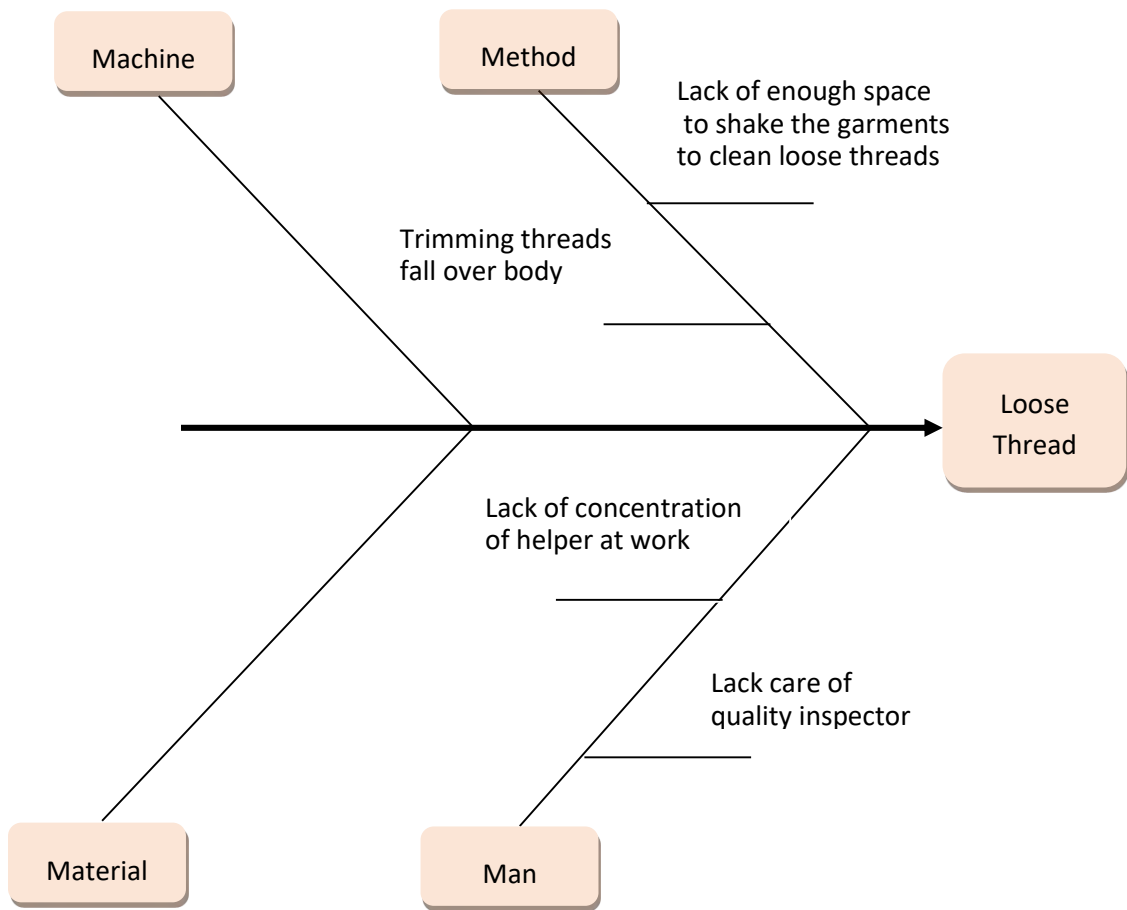 Machine
Method
Lack of enough space
to shake the garments
to clean loose threads
Trimming threads
fall over body
Loose
Thread
Lack of concentration
of helper at work
Lack care of
quality inspector
Material
Man